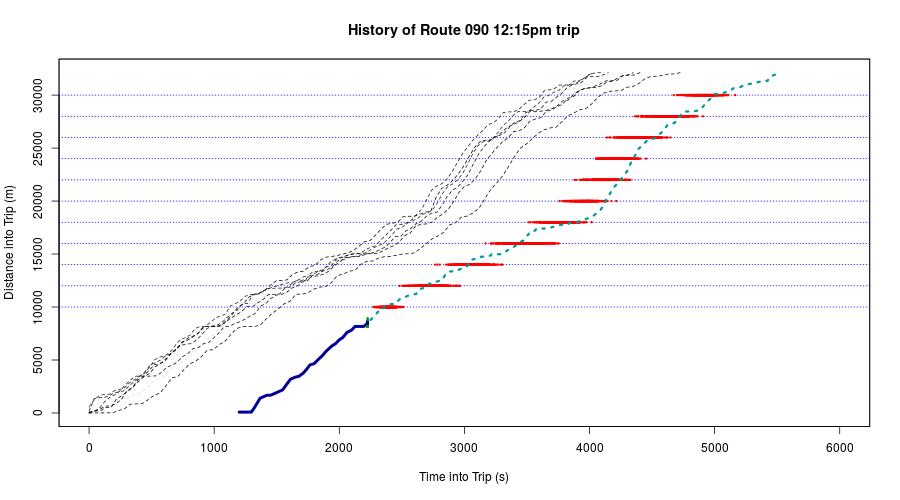 History of Route 090 12:15pm trip
Distance into Trip (m)
30000
25000
20000
15000
10000
5000
0
0 1000 2000 3000 4000 5000 6000
Time into Trip (s)